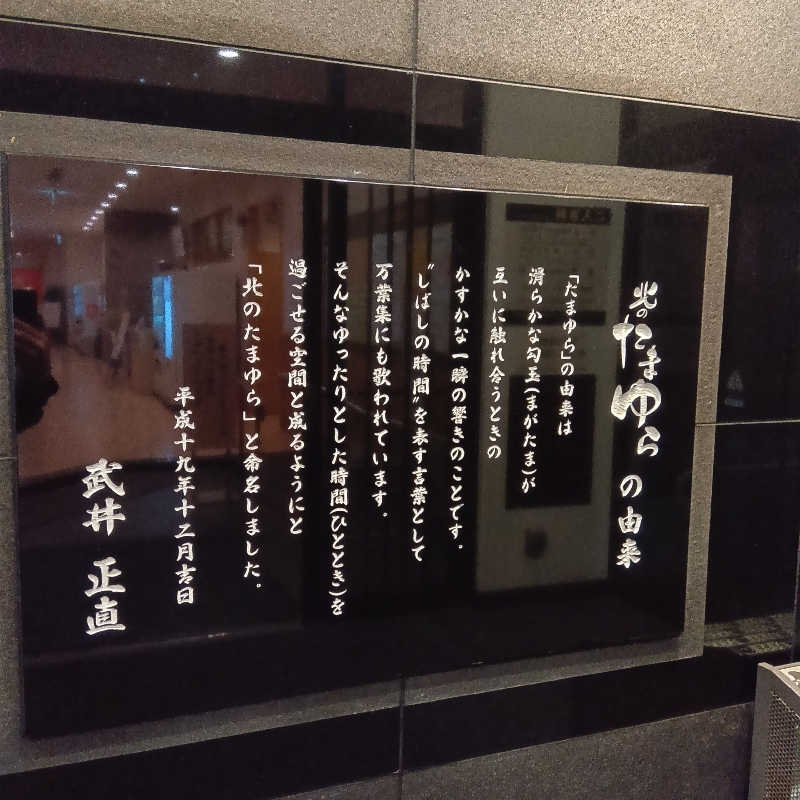 北のたまゆらの由来
「たまゆら」の由来は
滑らかな勾玉(まがたま)が
互いに触れ合うときの
かすかな一瞬の響きのことです。
"しばしの時間"を表す言葉として
万葉集にも歌われています。
そんなゆったりとした時間(ひととき)を
過ごせる空間と成るようにと
「北のたまゆら」と命名しました。
平成十九年十二月吉日
武井 正直